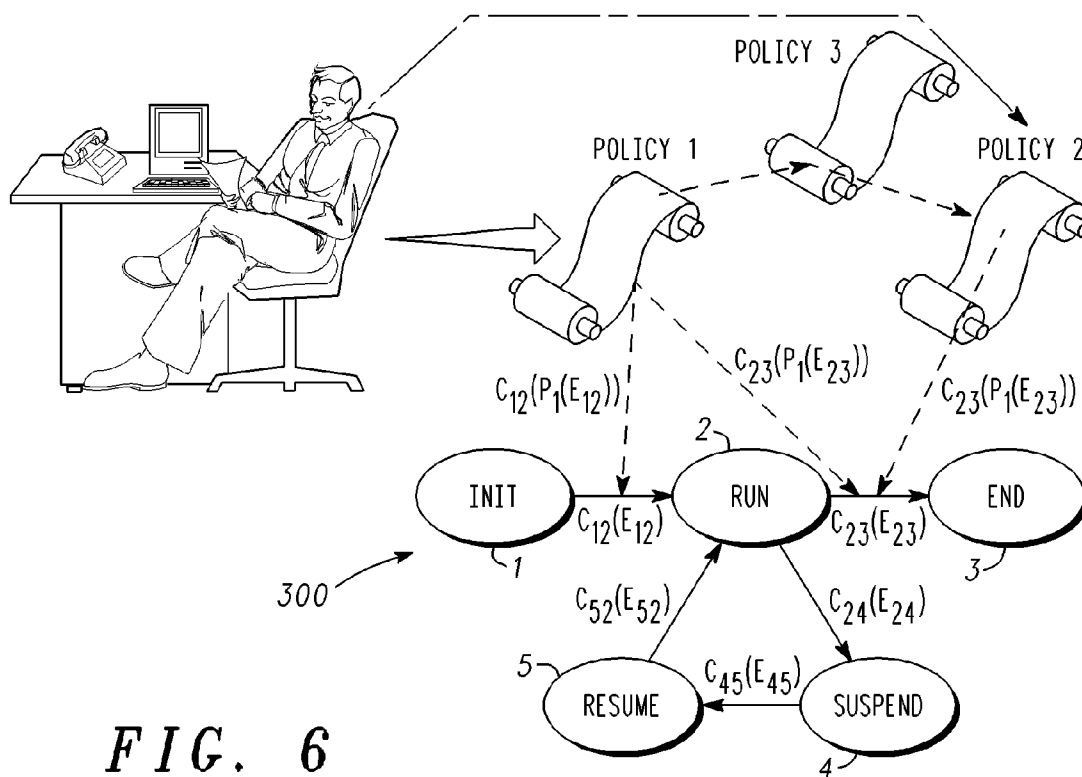 POLICY 3
POLICY 1
POLICY 2
C12(P1(E12))
C23(P1(E23))
C23(P1(E23))
2
INIT
RUN
END
C12(E12)
C23(E23)
1
3
300
C52(E52)
C24(E24)
5
C45(E45)
RESUME
SUSPEND
4
FIG. 6